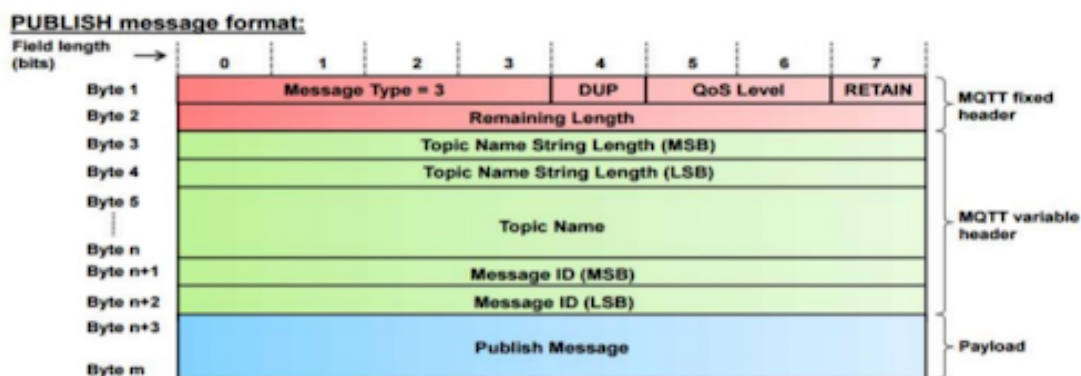 PUBLISH message format:
Field length
(bits)
0 1 2 3 4 5 6 7
Byte 1 Message Type = 3 DUP QoS Level RETAIN
MQTT fixed
header
Byte 2 Remaining Length
Byte 3 Topic Name String Length (MSB)
Byte 4 Topic Name String Length (LSB)
Byte 5
Topic Name
MQTT variable
header
Byte n
Byte n+1 Message ID (MSB)
Byte n+2 Message ID (LSB)
Byte n+3
Publish Message
Payload
Byte m